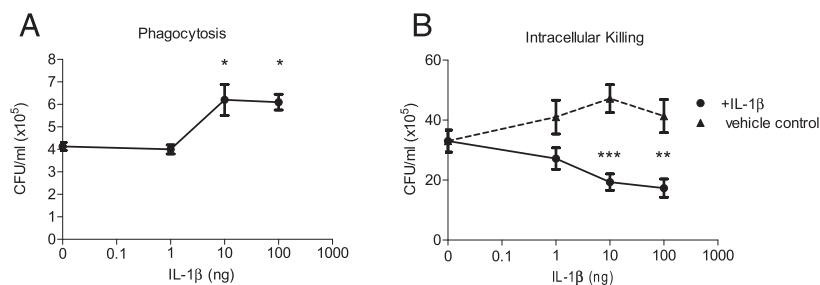 A
Phagocytosis
8
7
6
5
4
3
2
1
0
CFU/ml (x10⁵)
* *
0 0.1 1 10 100 1000
IL-1β (ng)
B
Intracellular Killing
60
40
20
0
CFU/ml (x10⁵)
*** **
0 0.1 1 10 100 1000
IL-1β (ng)
+IL-1β
vehicle control